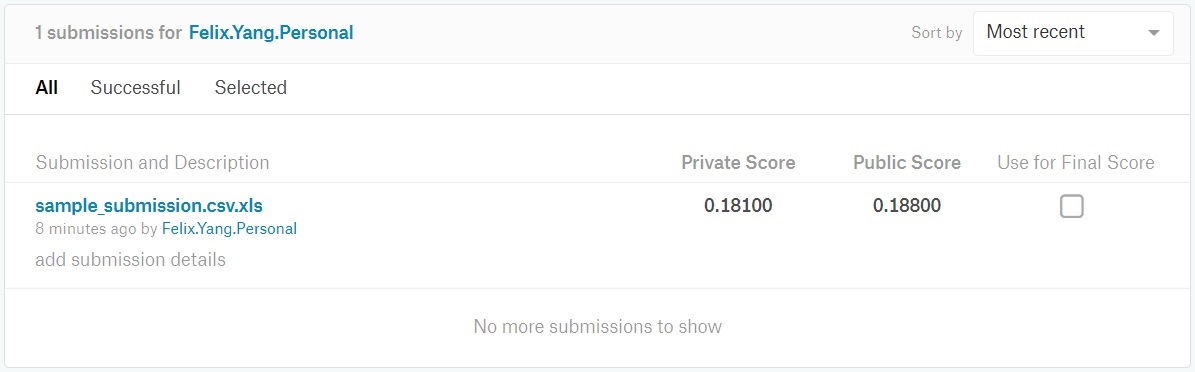 1 submissions for Felix.Yang.Personal Sort by Most recent
All Successful Selected
Submission and Description Private Score Public Score Use for Final Score
sample_submission.csv.xls 0.18100 0.18800
8 minutes ago by Felix.Yang.Personal
add submission details
No more submissions to show